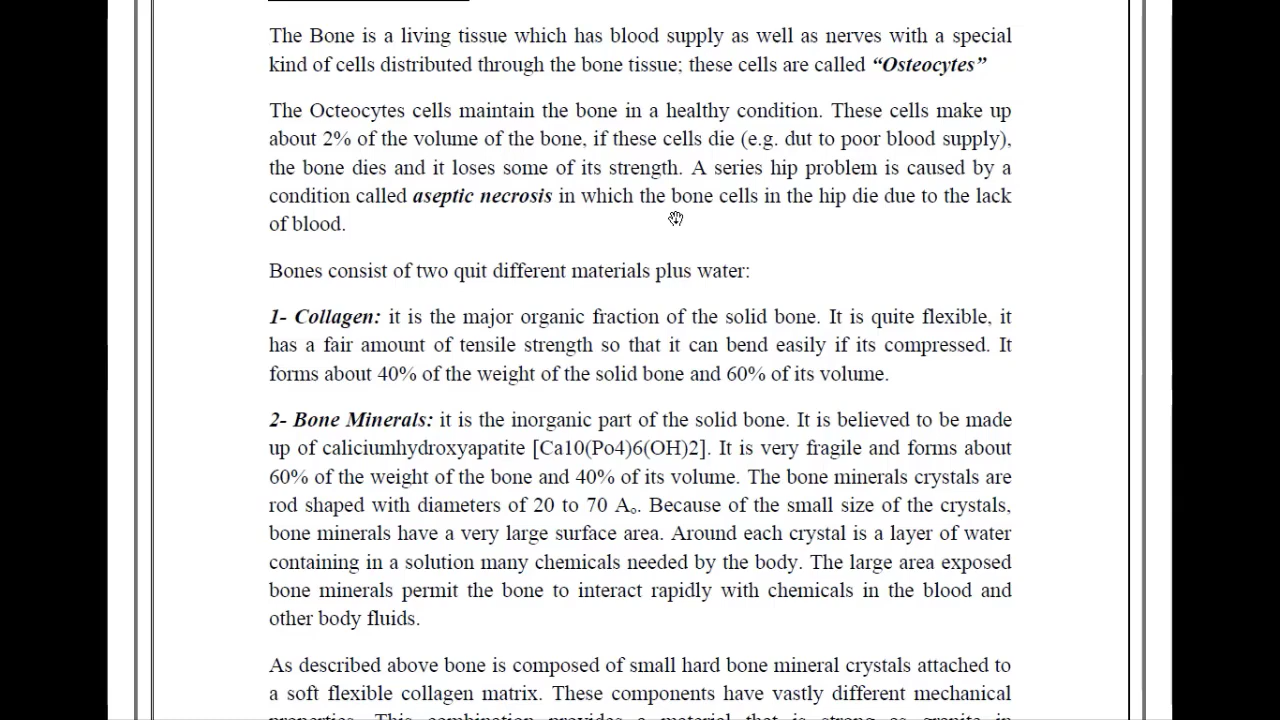 The Bone is a living tissue which has blood supply as well as nerves with a special
kind of cells distributed through the bone tissue; these cells are called “Osteocytes”
The Octeocytes cells maintain the bone in a healthy condition. These cells make up
about 2% of the volume of the bone, if these cells die (e.g. dut to poor blood supply),
the bone dies and it loses some of its strength. A series hip problem is caused by a
condition called aseptic necrosis in which the bone cells in the hip die due to the lack
of blood.
Bones consist of two quit different materials plus water:
1- Collagen: it is the major organic fraction of the solid bone. It is quite flexible, it
has a fair amount of tensile strength so that it can bend easily if its compressed. It
forms about 40% of the weight of the solid bone and 60% of its volume.
2- Bone Minerals: it is the inorganic part of the solid bone. It is believed to be made
up of caliciumhydroxyapatite [Ca10(Po4)6(OH)2]. It is very fragile and forms about
60% of the weight of the bone and 40% of its volume. The bone minerals crystals are
rod shaped with diameters of 20 to 70 Ao. Because of the small size of the crystals,
bone minerals have a very large surface area. Around each crystal is a layer of water
containing in a solution many chemicals needed by the body. The large area exposed
bone minerals permit the bone to interact rapidly with chemicals in the blood and
other body fluids.
As described above bone is composed of small hard bone mineral crystals attached to
a soft flexible collagen matrix. These components have vastly different mechanical
properties. This combination provides a material that is strong as granite in